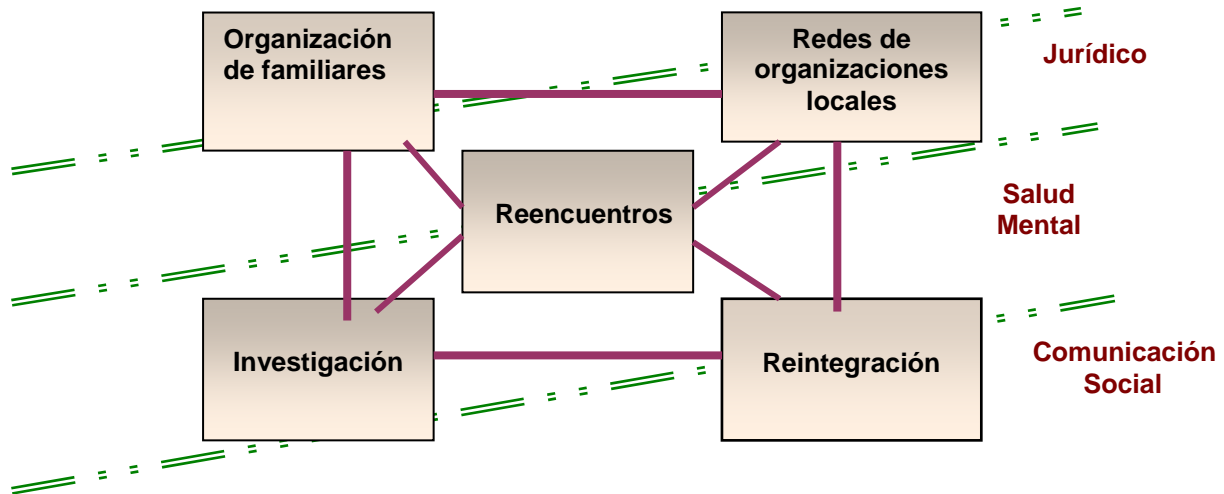 Organización
de familiares
Redes de
organizaciones
locales
Jurídico
Reencuentros
Salud
Mental
Investigación
Reintegración
Comunicación
Social